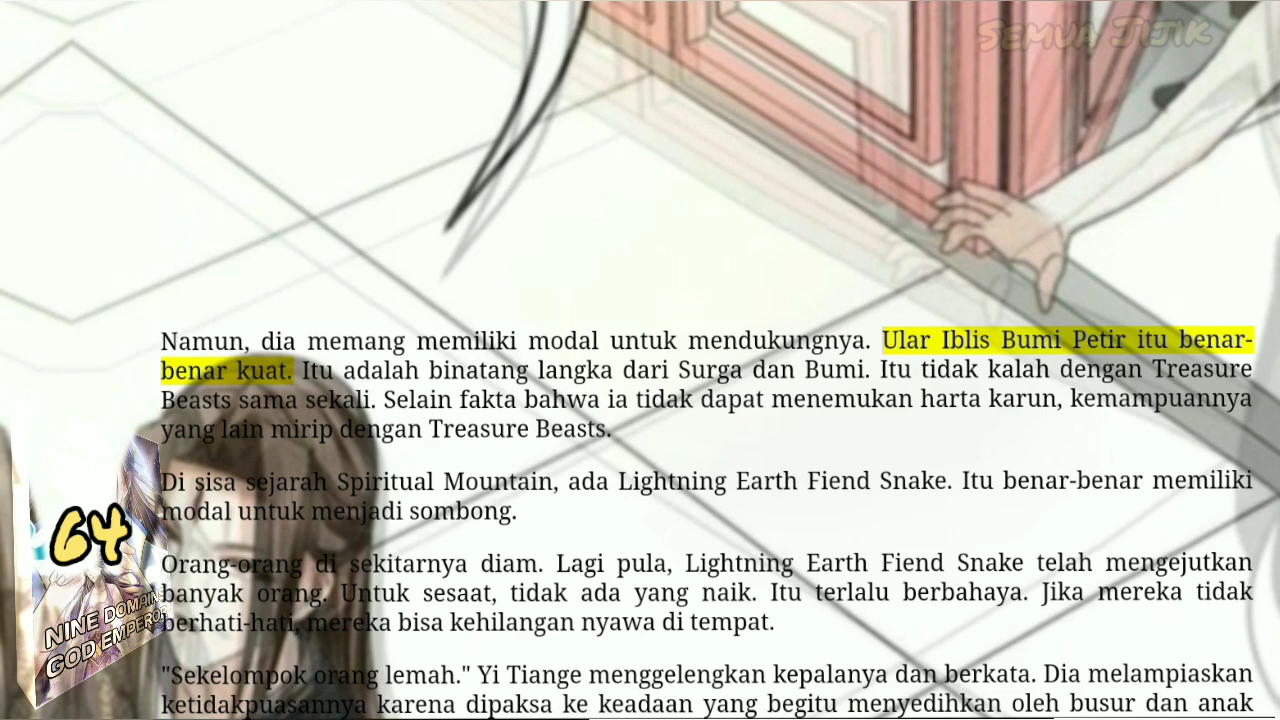 Semua Jijik
Namun, dia memang memiliki modal untuk mendukungnya. Ular Iblis Bumi Petir itu benar-
benar kuat. Itu adalah binatang langka dari Surga dan Bumi. Itu tidak kalah dengan Treasure
Beasts sama sekali. Selain fakta bahwa ia tidak dapat menemukan harta karun, kemampuannya
yang lain mirip dengan Treasure Beasts.
Di sisa sejarah Spiritual Mountain, ada Lightning Earth Fiend Snake. Itu benar-benar memiliki
modal untuk menjadi sombong.
Orang-orang di sekitarnya diam. Lagi pula, Lightning Earth Fiend Snake telah mengejutkan
banyak orang. Untuk sesaat, tidak ada yang naik. Itu terlalu berbahaya. Jika mereka tidak
berhati-hati, mereka bisa kehilangan nyawa di tempat.
"Sekelompok orang lemah." Yi Tiange menggelengkan kepalanya dan berkata. Dia melampiaskan
ketidakpuasannya karena dipaksa ke keadaan yang begitu menyedihkan oleh busur dan anak
64
NINE DOMAINS
GOD EMPEROR